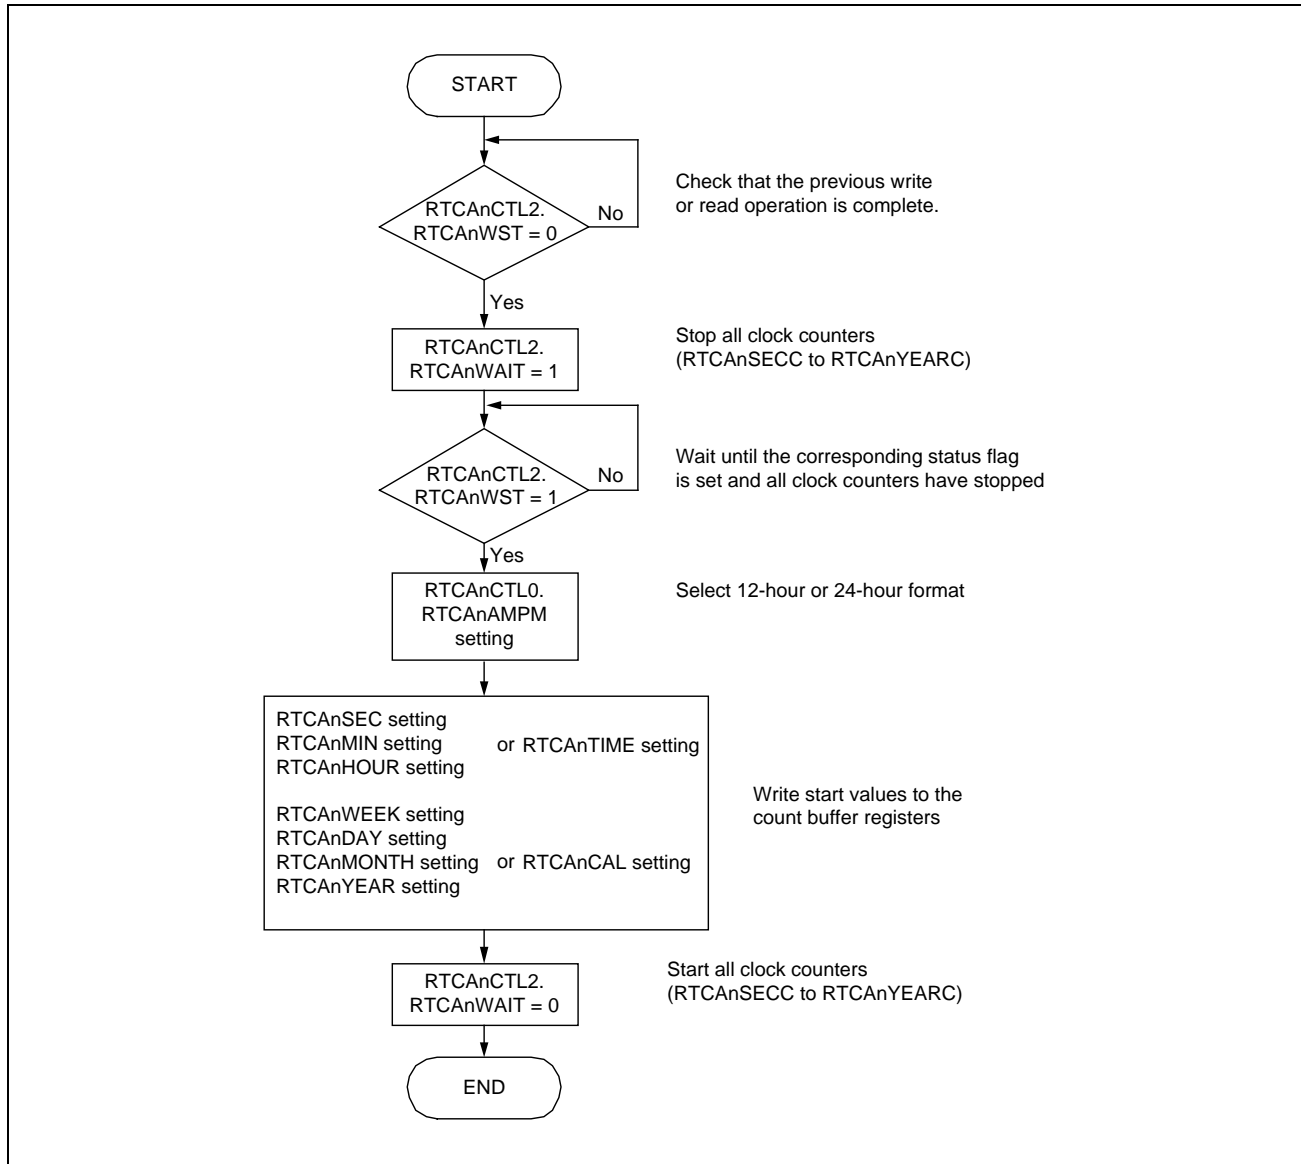 START
RTCAnCTL2.
RTCAnWST = 0
No
Check that the previous write
or read operation is complete.
Yes
RTCAnCTL2.
RTCAnWAIT = 1
Stop all clock counters
(RTCAnSECC to RTCAnYEARC)
RTCAnCTL2.
RTCAnWST = 1
No
Wait until the corresponding status flag
is set and all clock counters have stopped
Yes
RTCAnCTL0.
RTCAnAMPM
setting
Select 12-hour or 24-hour format
RTCAnSEC setting
RTCAnMIN setting or RTCAnTIME setting
RTCAnHOUR setting
RTCAnWEEK setting
RTCAnDAY setting
RTCAnMONTH setting or RTCAnCAL setting
RTCAnYEAR setting
Write start values to the
count buffer registers
RTCAnCTL2.
RTCAnWAIT = 0
Start all clock counters
(RTCAnSECC to RTCAnYEARC)
END